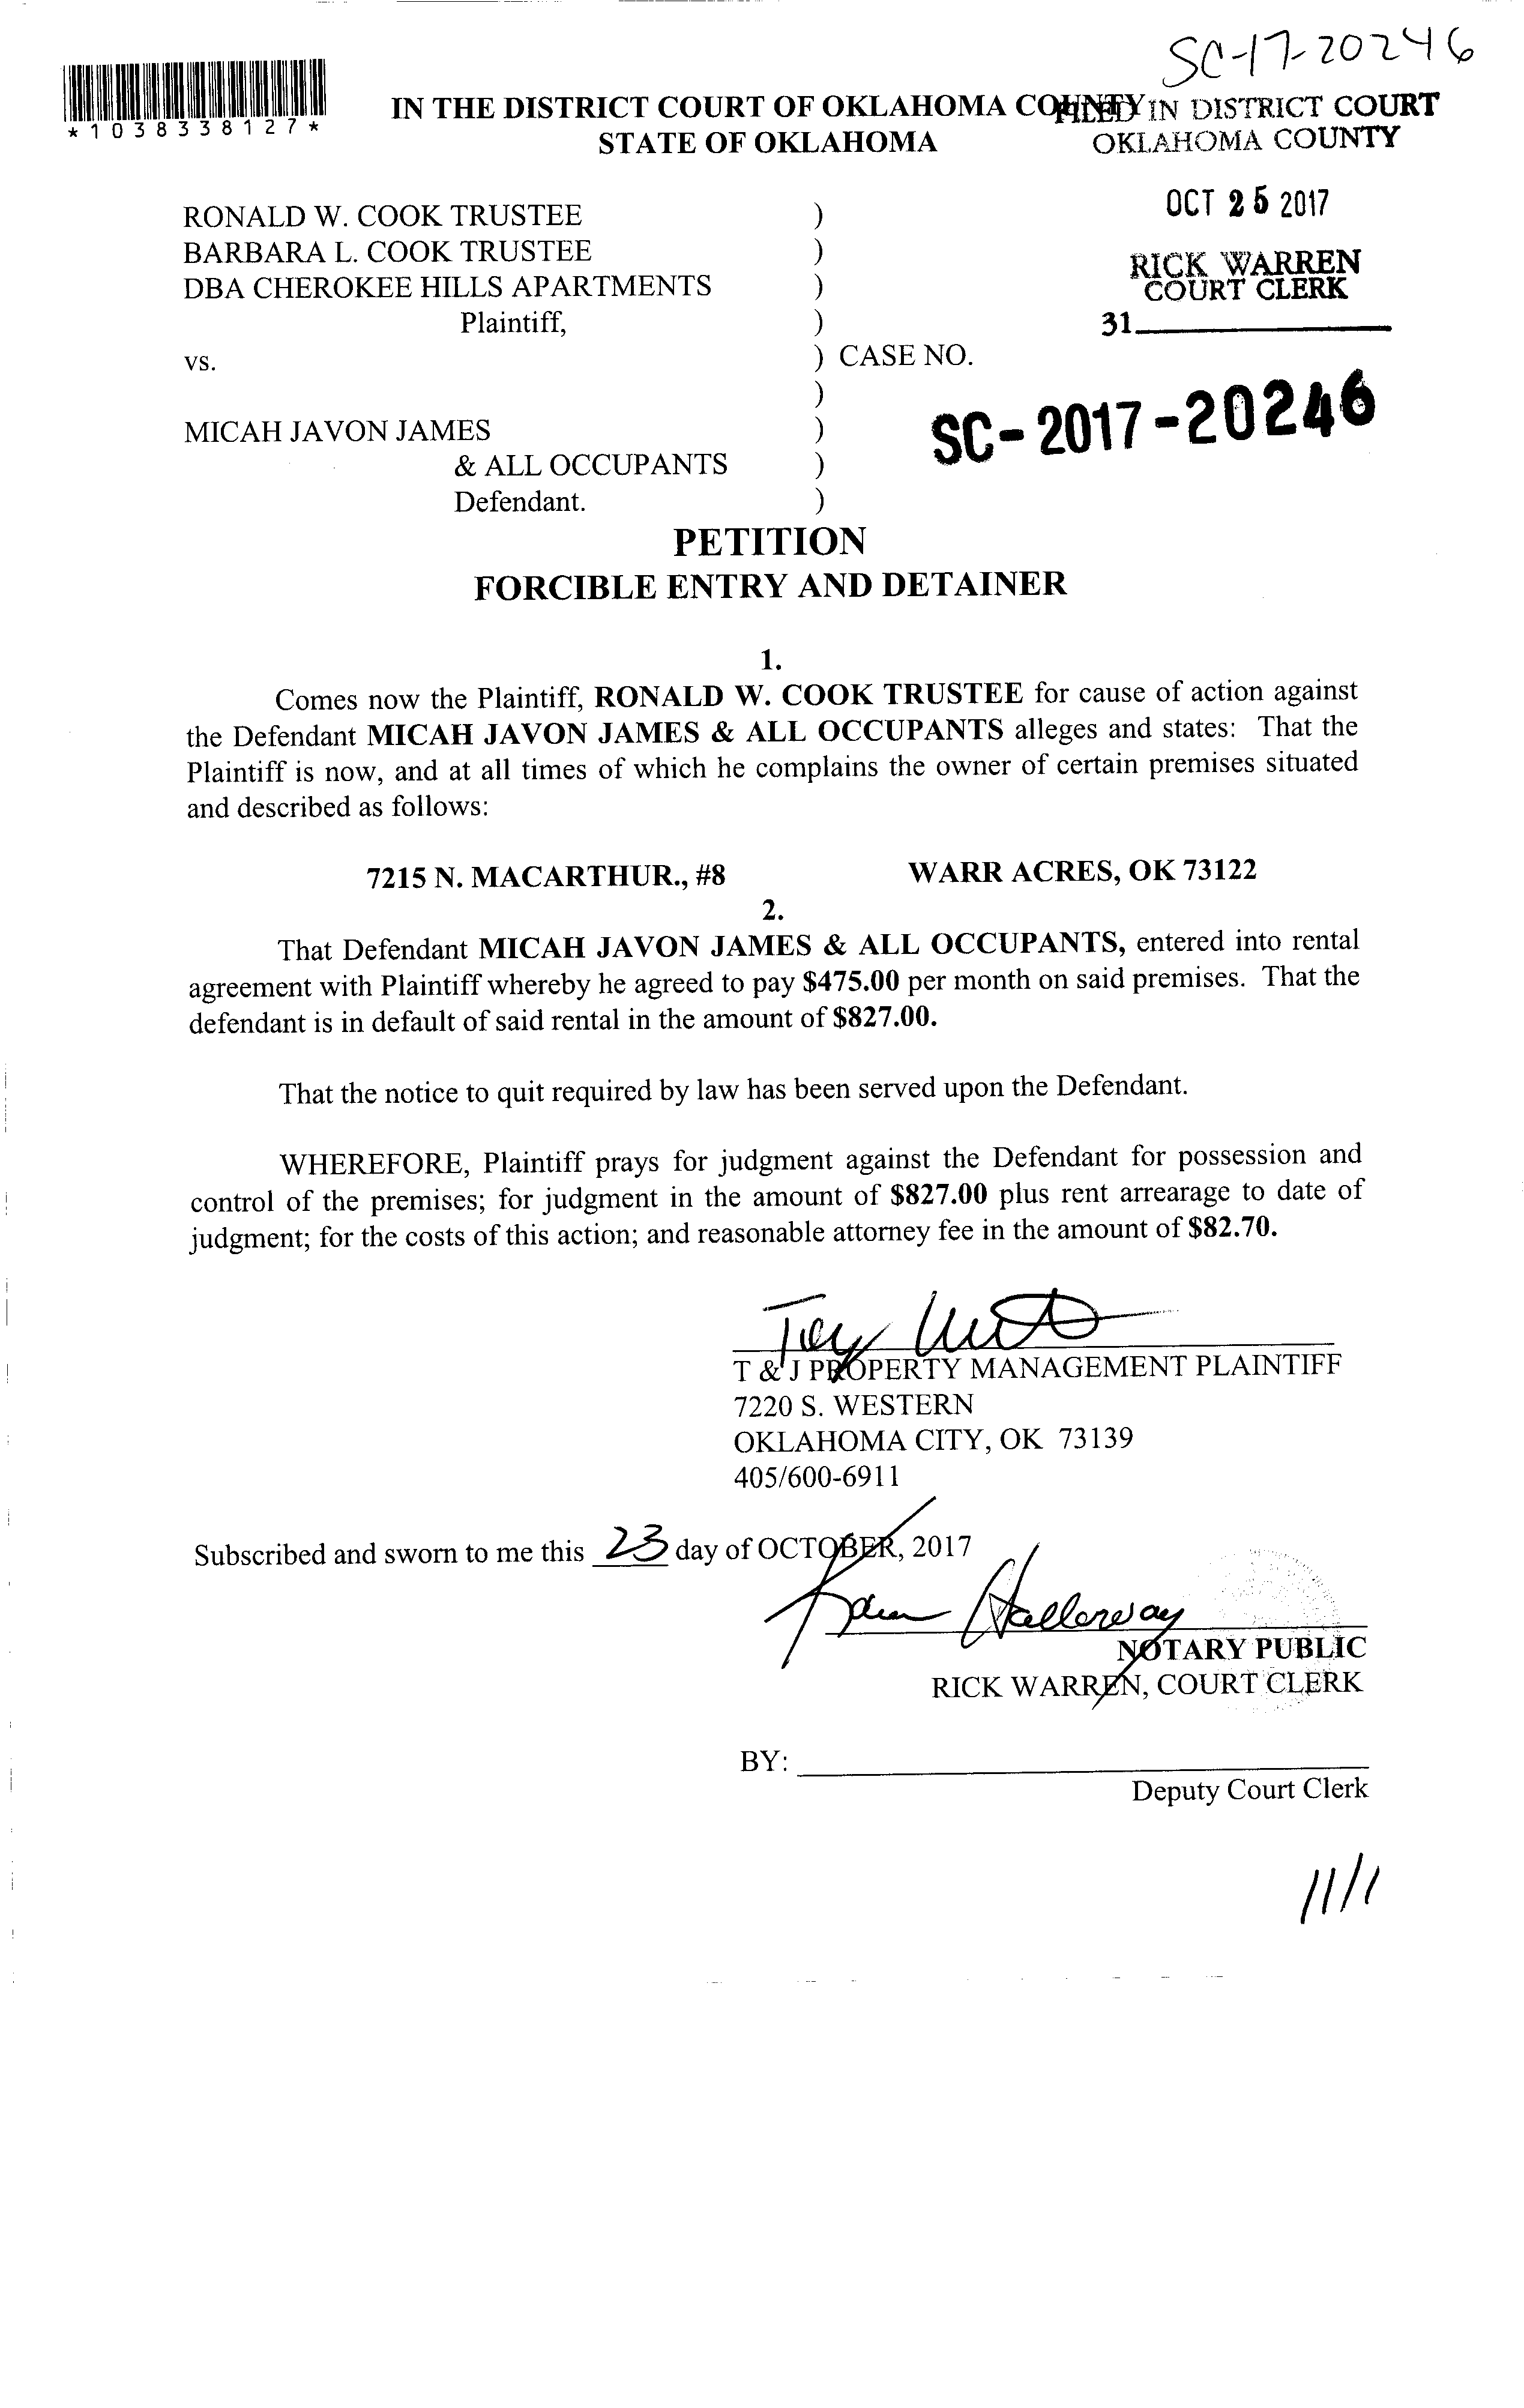 SC-17-20246
*1038338127*
IN THE DISTRICT COURT OF OKLAHOMA COUNTY
STATE OF OKLAHOMA
FILED IN DISTRICT COURT
OKLAHOMA COUNTY
OCT 25 2017
RICK WARREN
COURT CLERK
31
RONALD W. COOK TRUSTEE )
BARBARA L. COOK TRUSTEE )
DBA CHEROKEE HILLS APARTMENTS )
Plaintiff, )
vs. ) CASE NO.
)
SC-2017-20246
MICAH JAVON JAMES )
& ALL OCCUPANTS )
Defendant. )
PETITION
FORCIBLE ENTRY AND DETAINER
1.
Comes now the Plaintiff, RONALD W. COOK TRUSTEE for cause of action against
the Defendant MICAH JAVON JAMES & ALL OCCUPANTS alleges and states: That the
Plaintiff is now, and at all times of which he complains the owner of certain premises situated
and described as follows:
7215 N. MACARTHUR., #8 WARR ACRES, OK 73122
2.
That Defendant MICAH JAVON JAMES & ALL OCCUPANTS, entered into rental
agreement with Plaintiff whereby he agreed to pay $475.00 per month on said premises. That the
defendant is in default of said rental in the amount of $827.00.
That the notice to quit required by law has been served upon the Defendant.
WHEREFORE, Plaintiff prays for judgment against the Defendant for possession and
control of the premises; for judgment in the amount of $827.00 plus rent arrearage to date of
judgment; for the costs of this action; and reasonable attorney fee in the amount of $82.70.
T & J PROPERTY MANAGEMENT PLAINTIFF
7220 S. WESTERN
OKLAHOMA CITY, OK 73139
405/600-6911
Subscribed and sworn to me this 23 day of OCTOBER, 2017
Karen Halloway
NOTARY PUBLIC
RICK WARREN, COURT CLERK
BY:
Deputy Court Clerk
11/1